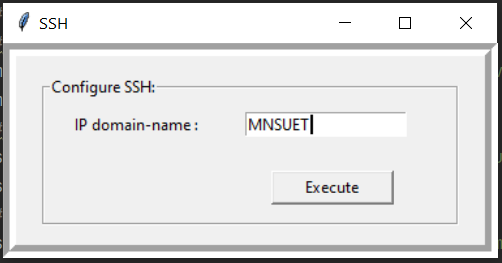 SSH
Configure SSH:
IP domain-name :
MNSUET
Execute